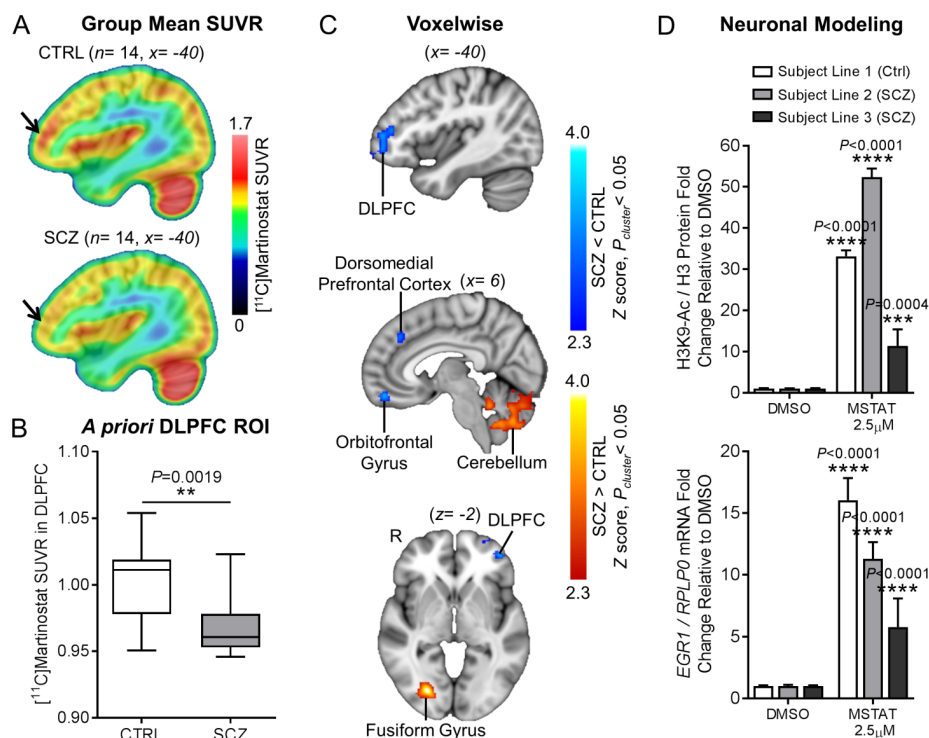 A
Group Mean SUVR
CTRL (n= 14, x= -40)
SCZ (n= 14, x= -40)
1.7
[¹¹C]Martinostat SUVR
0
B
A priori DLPFC ROI
[¹¹C]Martinostat SUVR in DLPFC
1.10
1.05
1.00
0.95
0.90
P=0.0019
**
CTRL
SCZ
C
Voxelwise
(x= -40)
DLPFC
Dorsomedial
Prefrontal Cortex
(x= 6)
Orbitofrontal
Gyrus
Cerebellum
(z= -2)
R
DLPFC
Fusiform Gyrus
4.0
SCZ < CTRL
Z score, Pcluster< 0.05
2.3
4.0
SCZ > CTRL
Z score, Pcluster< 0.05
2.3
D
Neuronal Modeling
Subject Line 1 (Ctrl)
Subject Line 2 (SCZ)
Subject Line 3 (SCZ)
H3K9-Ac / H3 Protein Fold
Change Relative to DMSO
60
50
40
30
20
10
0
P<0.0001
****
P<0.0001
****
P=0.0004
***
DMSO
MSTAT
2.5μM
EGR1 / RPLP0 mRNA Fold
Change Relative to DMSO
20
15
10
5
0
P<0.0001
****
P<0.0001
****
P<0.0001
****
DMSO
MSTAT
2.5μM